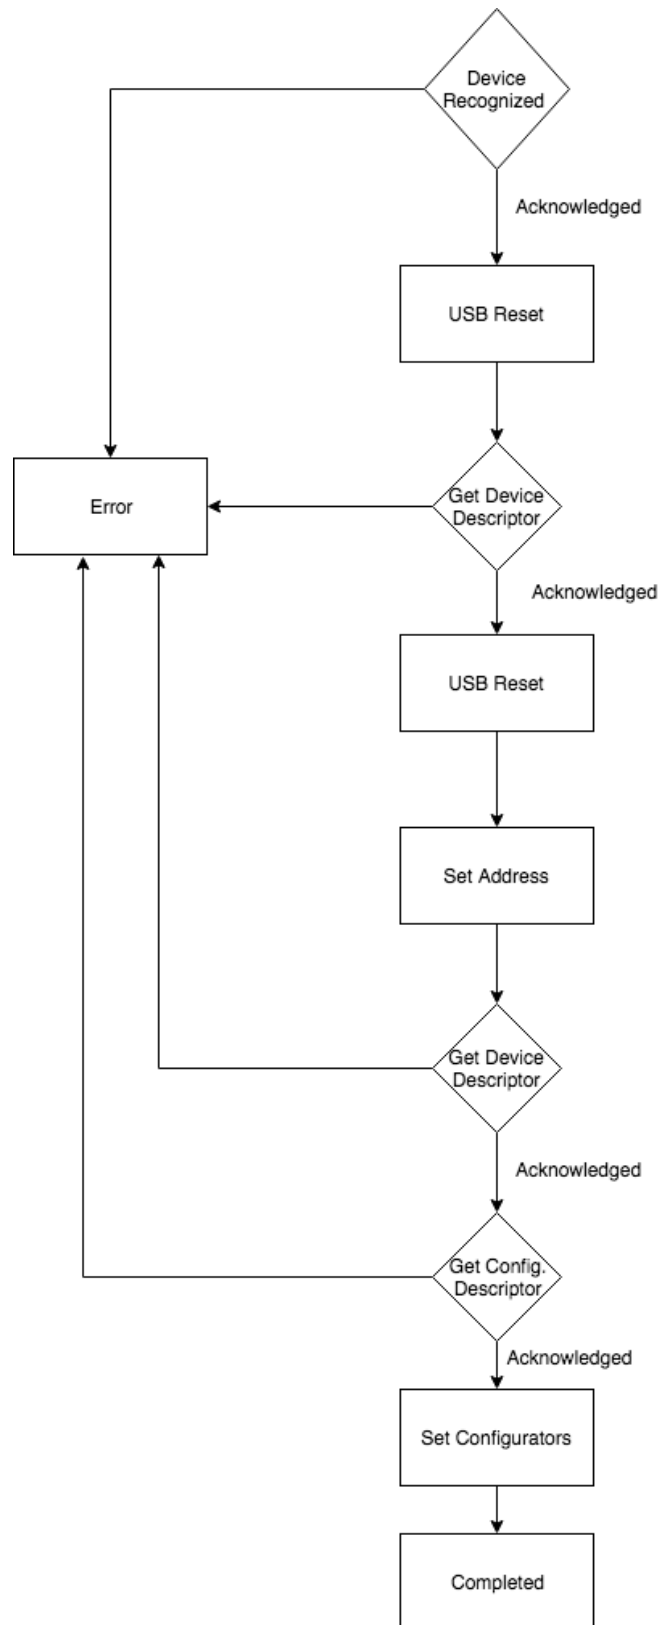 Device
Recognized
Acknowledged
USB Reset
Error
Get Device
Descriptor
Acknowledged
USB Reset
Set Address
Get Device
Descriptor
Acknowledged
Get Config.
Descriptor
Acknowledged
Set Configurators
Completed